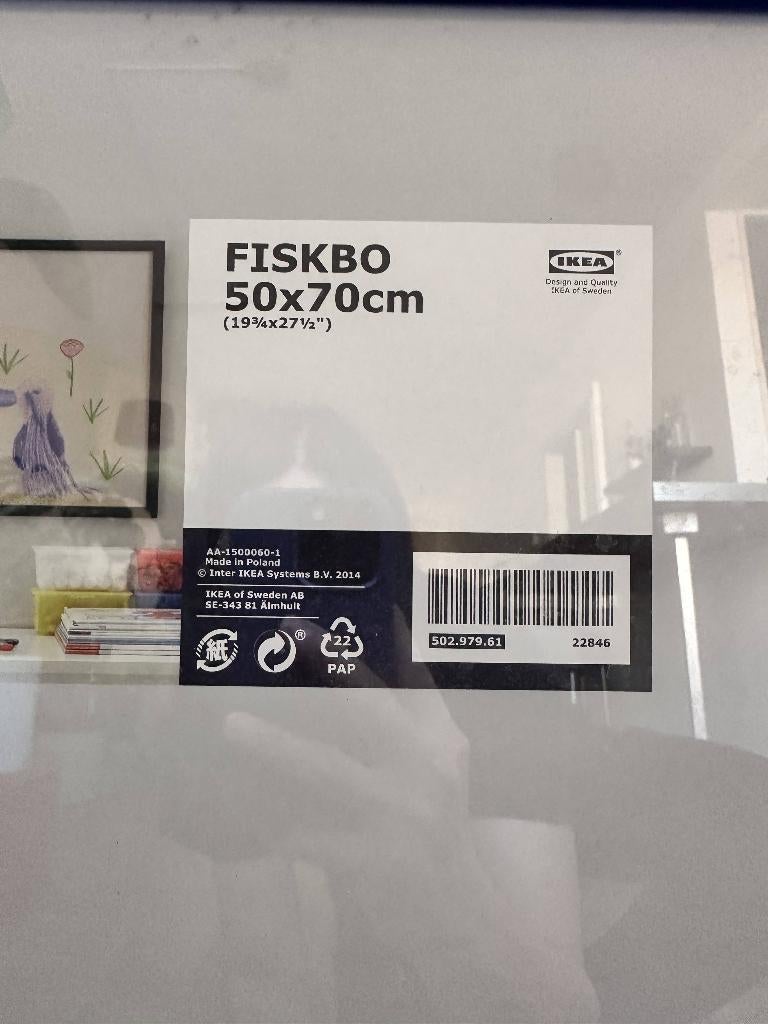 FISKBO
50x70cm
(19¾x27½")
IKEA®
Design and Quality
IKEA of Sweden
AA-1500060-1
Made in Poland
© Inter IKEA Systems B.V. 2014
IKEA of Sweden AB
SE-343 81 Älmhult
紙
®
22
PAP
502.979.61
22846